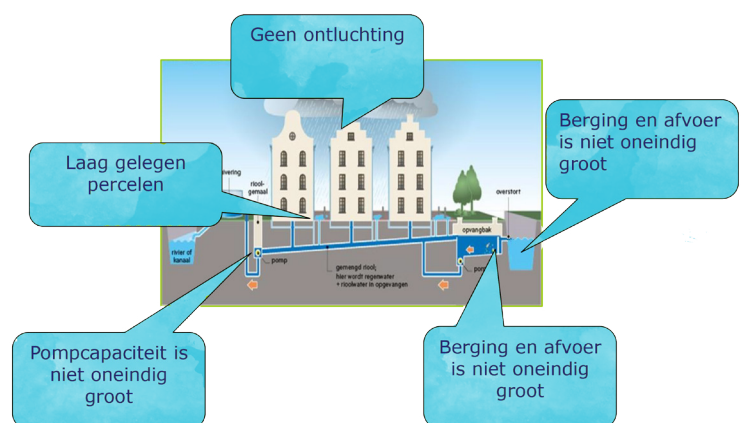 Geen ontluchting
Berging en afvoer
is niet oneindig
groot
Laag gelegen
percelen
riool-
gemaal
overstort
opvangbak
rivier of
kanaal
pomp
gemengd riool;
hier wordt regenwater
+ rioolwater in opgevangen
Pompcapaciteit is
niet oneindig
groot
Berging en afvoer
is niet oneindig
groot